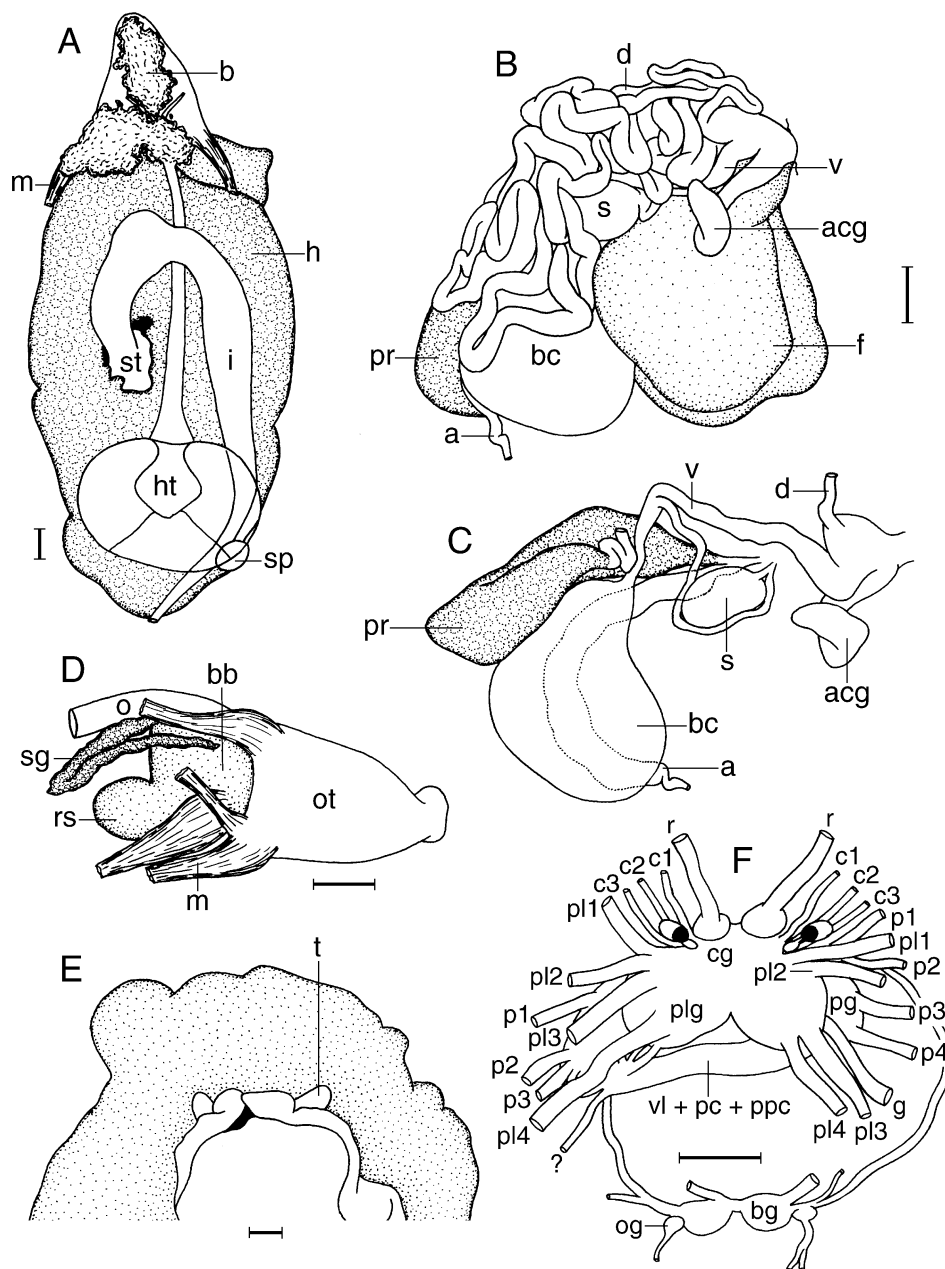 A
b
m
h
st
i
ht
sp
B
d
v
s
acg
pr
bc
f
a
C
v
d
pr
s
acg
bc
a
D
bb
o
sg
ot
rs
m
E
t
F
r
r
c1
c2
c3
pl1
c1
c2
c3
p1
pl1
p2
cg
pl2
pl2
p1
plg
pg
p3
pl3
p4
p2
p3
pl4
vl + pc + ppc
g
pl4
pl3
?
og
bg